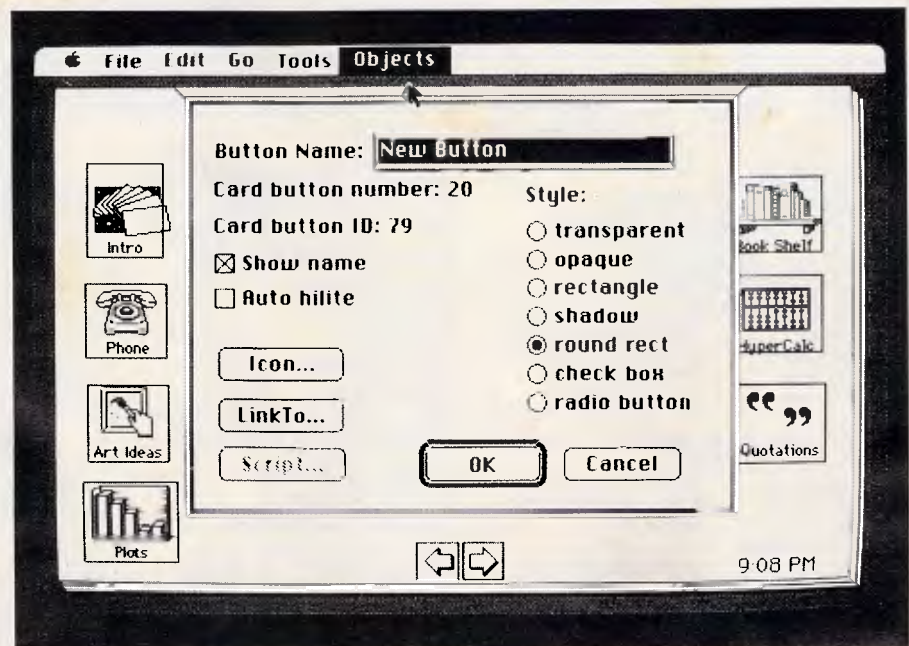 File Edit Go Tools Objects
Button Name: New Button
Card button number: 20
Card button ID: 79
Show name
Auto hilite
Icon...
LinkTo...
Script...
Style:
transparent
opaque
rectangle
shadow
round rect
check box
radio button
OK
Cancel
Intro
Phone
Art Ideas
Plots
Book Shelf
HyperCalc
Quotations
9:08 PM